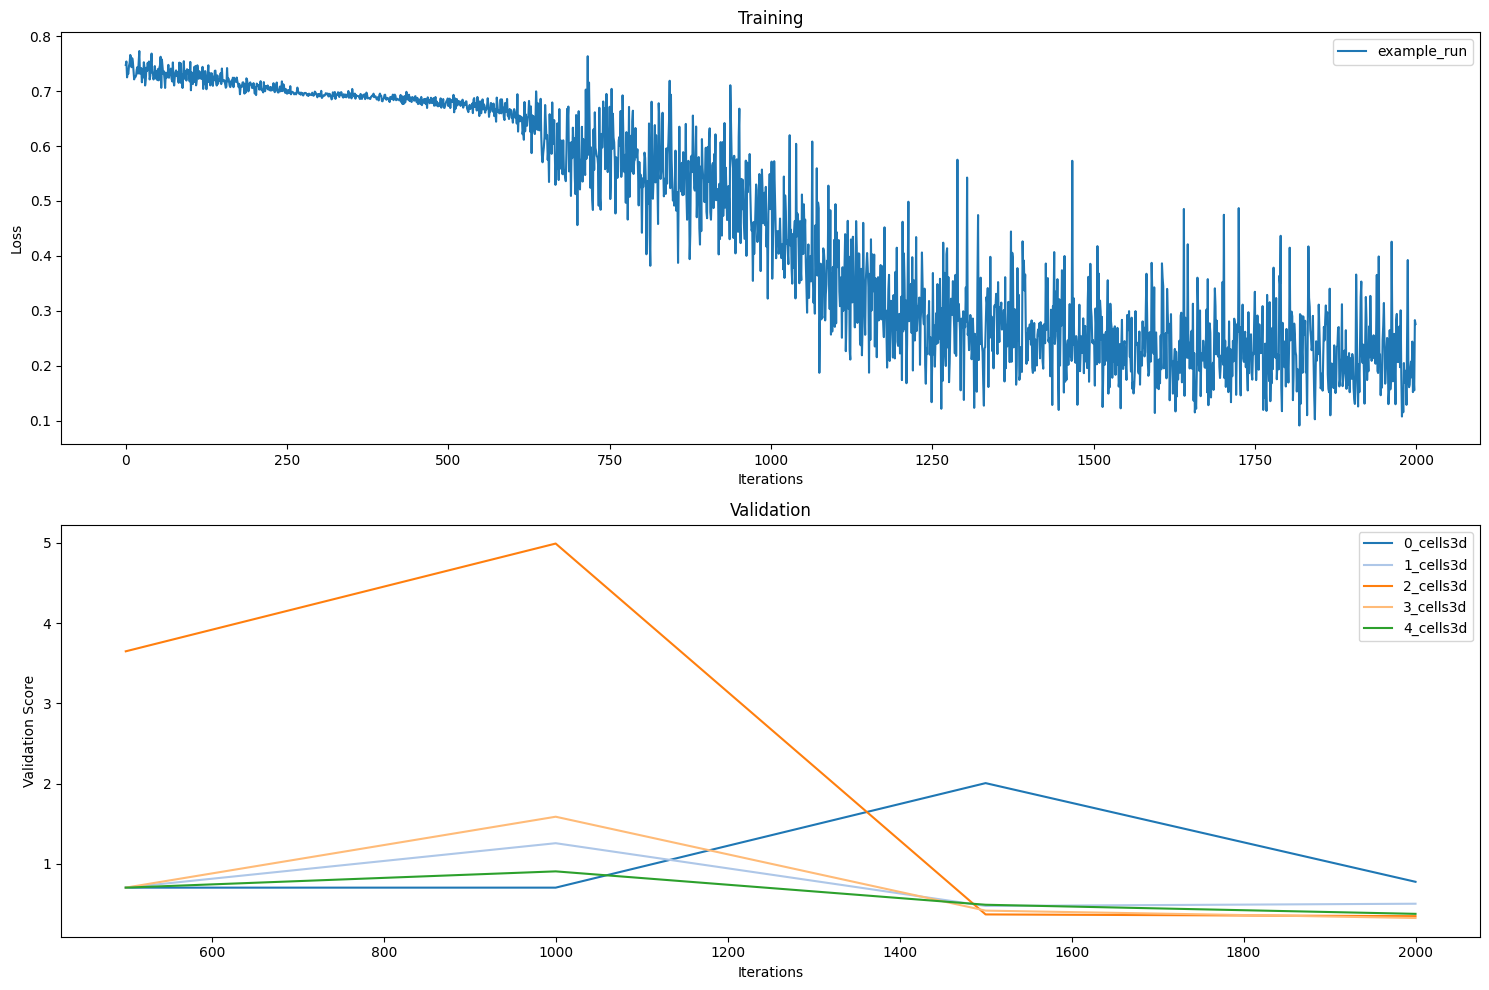 Training
0.8
0.7
0.6
0.5
0.4
0.3
0.2
0.1
Loss
example_run
0 250 500 750 1000 1250 1500 1750 2000
Iterations
Validation
5
4
3
2
1
Validation Score
0_cells3d
1_cells3d
2_cells3d
3_cells3d
4_cells3d
600 800 1000 1200 1400 1600 1800 2000
Iterations